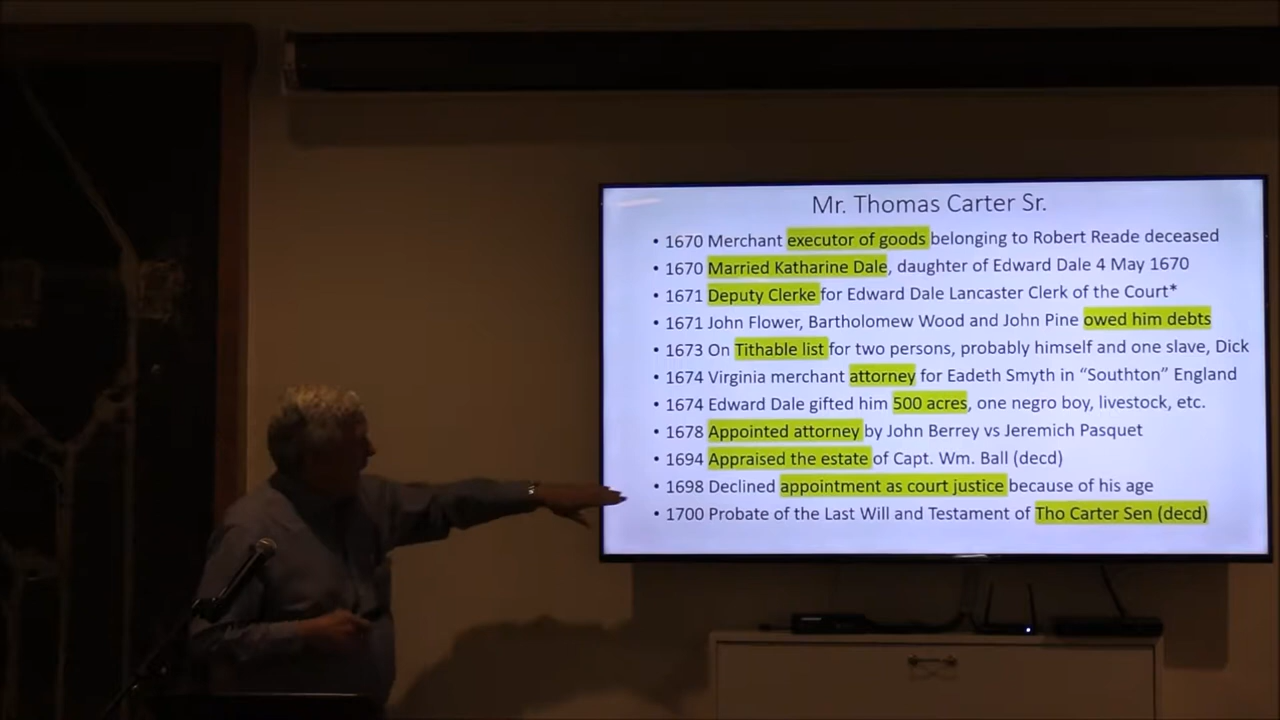 Mr. Thomas Carter Sr.
• 1670 Merchant executor of goods belonging to Robert Reade deceased
• 1670 Married Katharine Dale, daughter of Edward Dale 4 May 1670
• 1671 Deputy Clerke for Edward Dale Lancaster Clerk of the Court*
• 1671 John Flower, Bartholomew Wood and John Pine owed him debts
• 1673 On Tithable list for two persons, probably himself and one slave, Dick
• 1674 Virginia merchant attorney for Eadeth Smyth in “Southton” England
• 1674 Edward Dale gifted him 500 acres, one negro boy, livestock, etc.
• 1678 Appointed attorney by John Berrey vs Jeremich Pasquet
• 1694 Appraised the estate of Capt. Wm. Ball (decd)
• 1698 Declined appointment as court justice because of his age
• 1700 Probate of the Last Will and Testament of Tho Carter Sen (decd)